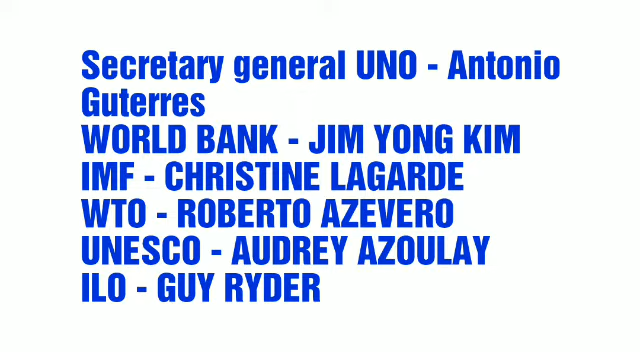 Secretary general UNO - Antonio
Guterres
WORLD BANK - JIM YONG KIM
IMF - CHRISTINE LAGARDE
WTO - ROBERTO AZEVERO
UNESCO - AUDREY AZOULAY
ILO - GUY RYDER